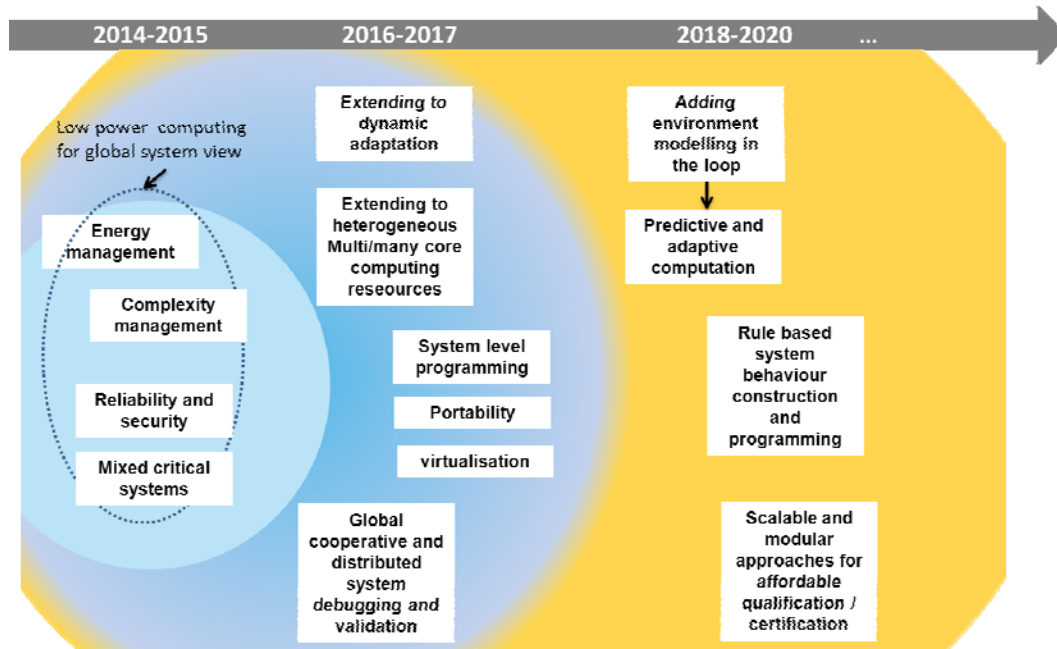 2014-2015
2016-2017
2018-2020
...
Low power computing
for global system view
Energy
management
Complexity
management
Reliability and
security
Mixed critical
systems
Extending to
dynamic
adaptation
Extending to
heterogeneous
Multi/many core
computing
reseources
System level
programming
Portability
virtualisation
Global
cooperative and
distributed
system
debugging and
validation
Adding
environment
modelling in
the loop
Predictive and
adaptive
computation
Rule based
system
behaviour
construction
and
programming
Scalable and
modular
approaches for
affordable
qualification /
certification